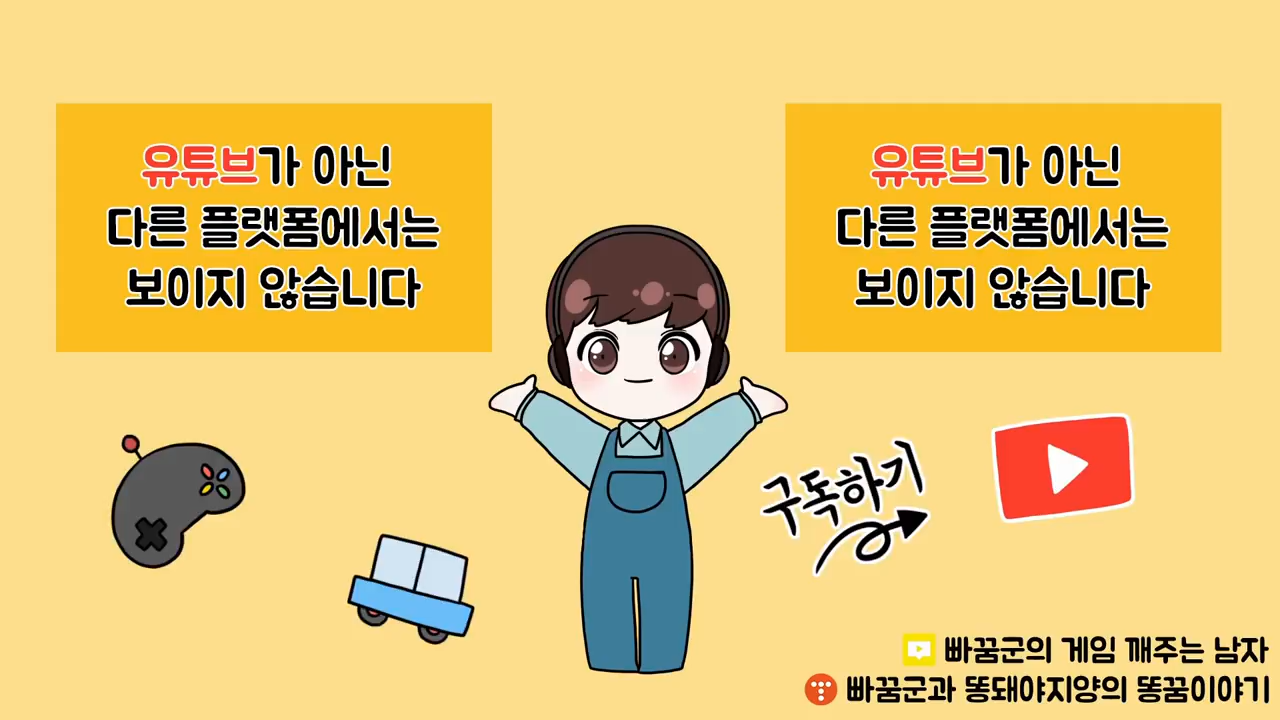 유튜브가 아닌
다른 플랫폼에서는
보이지 않습니다
유튜브가 아닌
다른 플랫폼에서는
보이지 않습니다
구독하기
빠꿈군의 게임 깨주는 남자
빠꿈군과 똥돼야지양의 똥꿈이야기